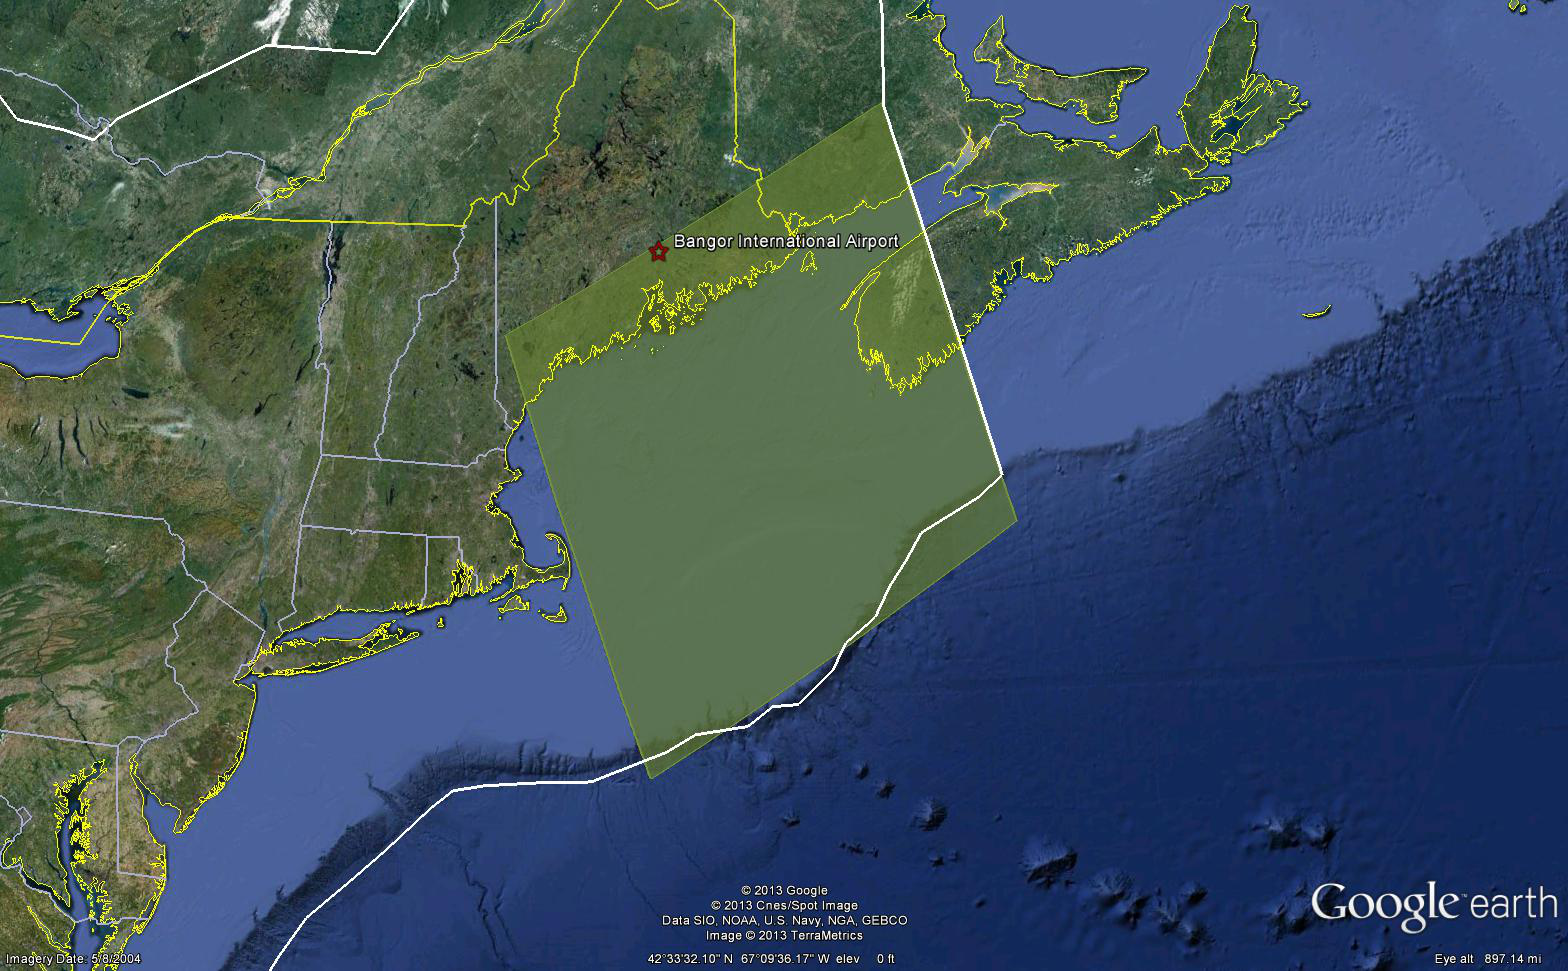 Bangor International Airport
© 2013 Google
© 2013 Cnes/Spot Image
Data SIO, NOAA, U.S. Navy, NGA, GEBCO
Image © 2013 TerraMetrics
Google earth
Imagery Date: 5/8/2004
42°33'32.10" N 67°09'36.17" W elev 0 ft
Eye alt 897.14 mi